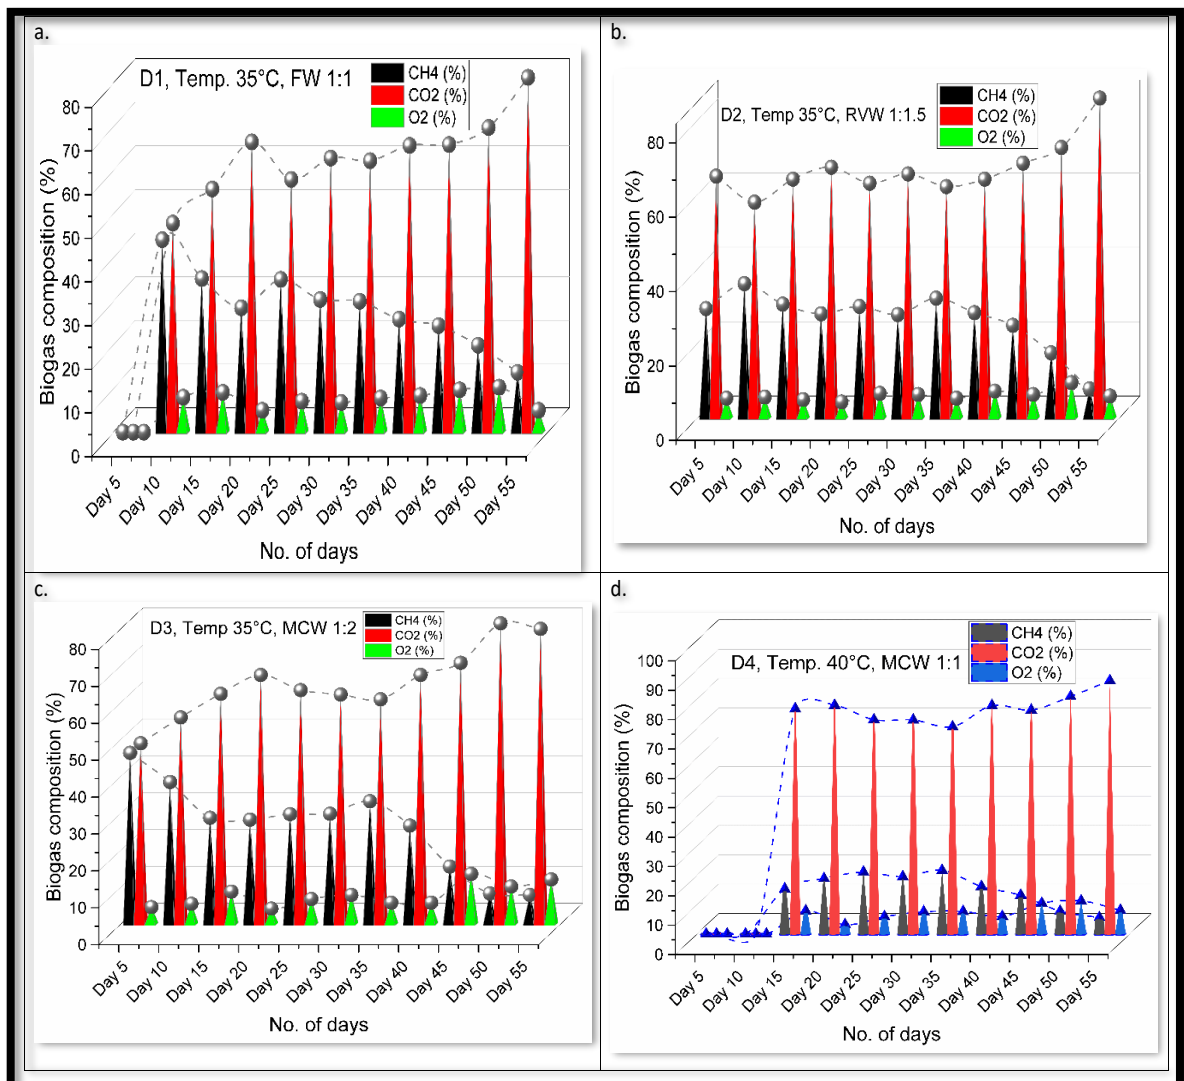 a.
D1, Temp. 35°C, FW 1:1
CH4 (%)
CO2 (%)
O2 (%)
Biogas composition (%)
80
70
60
50
40
30
20
10
0
Day 5
Day 10
Day 15
Day 20
Day 25
Day 30
Day 35
Day 40
Day 45
Day 50
Day 55
No. of days
b.
D2, Temp 35°C, RVW 1:1.5
CH4 (%)
CO2 (%)
O2 (%)
Biogas composition (%)
80
60
40
20
0
Day 5
Day 10
Day 15
Day 20
Day 25
Day 30
Day 35
Day 40
Day 45
Day 50
Day 55
No. of days
c.
D3, Temp 35°C, MCW 1:2
CH4 (%)
CO2 (%)
O2 (%)
Biogas composition (%)
80
70
60
50
40
30
20
10
0
Day 5
Day 10
Day 15
Day 20
Day 25
Day 30
Day 35
Day 40
Day 45
Day 50
Day 55
No. of days
d.
D4, Temp. 40°C, MCW 1:1
CH4 (%)
CO2 (%)
O2 (%)
Biogas composition (%)
100
90
80
70
60
50
40
30
20
10
0
Day 5
Day 10
Day 15
Day 20
Day 25
Day 30
Day 35
Day 40
Day 45
Day 50
Day 55
No. of days